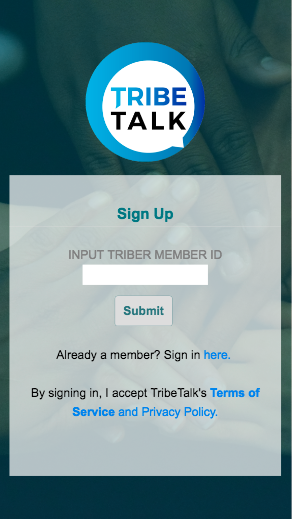 TRIBE
TALK
Sign Up
INPUT TRIBER MEMBER ID
Submit
Already a member? Sign in here.
By signing in, I accept TribeTalk's Terms of
Service and Privacy Policy.